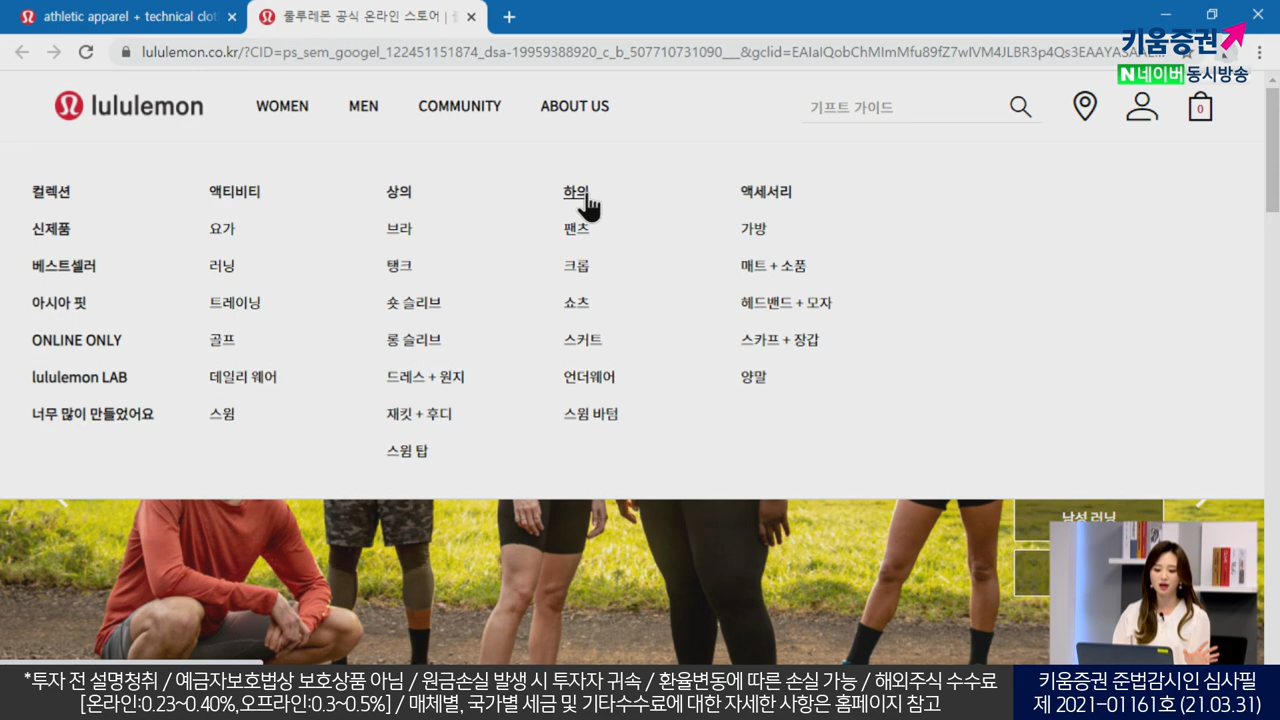 athletic apparel + technical clot
룰루레몬 공식 온라인 스토어 |
lululemon.co.kr/?CID=ps_sem_googel_122451151874_dsa-19959388920_c_b_507710731090___&gclid=EAIaIQobChMImMfu89fZ7wIVM4JLBR3p4Qs3EAAYASAAE...
키움증권
N네이버동시방송
lululemon
WOMEN
MEN
COMMUNITY
ABOUT US
기프트 가이드
0
컬렉션
신제품
베스트셀러
아시아 핏
ONLINE ONLY
lululemon LAB
너무 많이 만들었어요
액티비티
요가
러닝
트레이닝
골프
데일리 웨어
스윔
상의
브라
탱크
숏 슬리브
롱 슬리브
드레스 + 원지
재킷 + 후디
스윔 탑
하의
팬츠
크롭
쇼츠
스커트
언더웨어
스윔 바텀
액세서리
가방
매트 + 소품
헤드밴드 + 모자
스카프 + 장갑
양말
남성 러닝
*투자 전 설명청취 / 예금자보호법상 보호상품 아님 / 원금손실 발생 시 투자자 귀속 / 환율변동에 따른 손실 가능 / 해외주식 수수료
[온라인:0.23~0.40%,오프라인:0.3~0.5%] / 매체별, 국가별 세금 및 기타수수료에 대한 자세한 사항은 홈페이지 참고
키움증권 준법감시인 심사필
제 2021-01161호 (21.03.31)